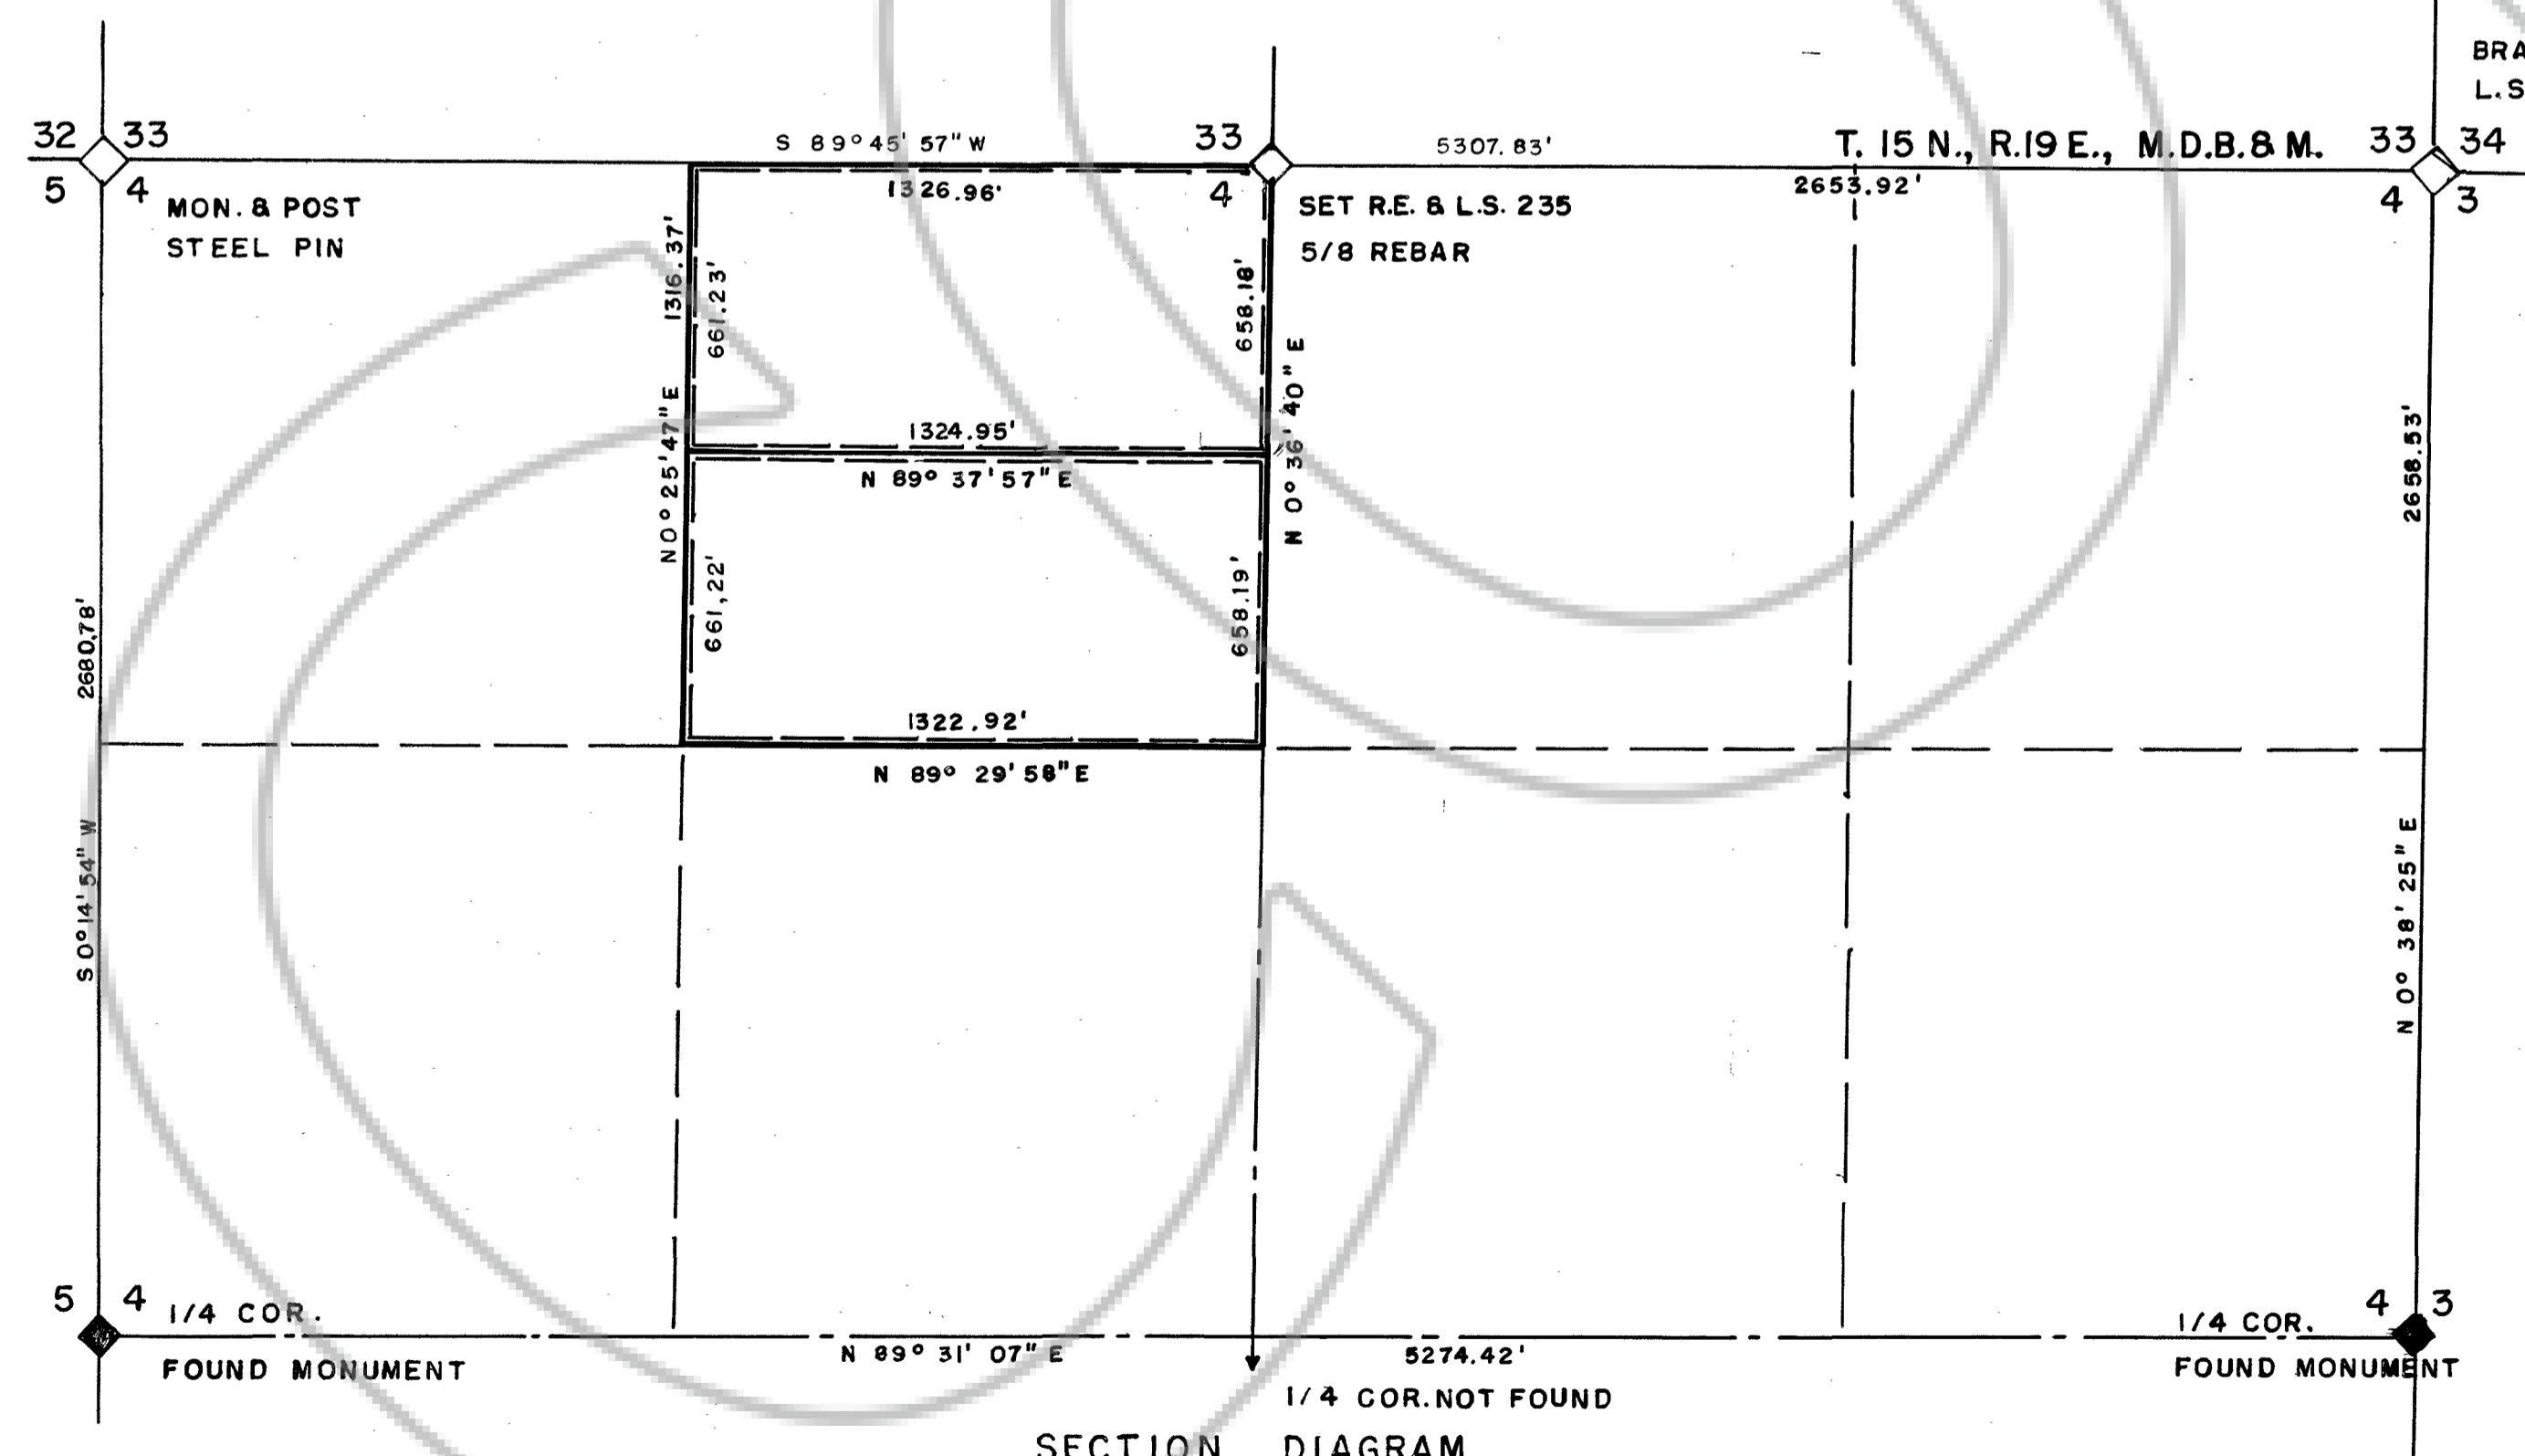 BRA
L.S
32 33
S 89° 45' 57" W
33
5307.83'
T. 15 N., R.19 E., M.D.B. & M.
33 34
5 4
1326.96'
4
2653.92'
4 3
MON. & POST
STEEL PIN
SET R.E. & L.S. 235
5/8 REBAR
1316.37'
661.23'
658.18'
N 0° 25' 47" E
N 0° 36' 40" E
2658.53'
1324.95'
N 89° 37' 57" E
661,22'
658.19'
2680.78'
1322.92'
N 89° 29' 58" E
S 0° 14' 54" W
N 0° 38' 25" E
5 4
1/4 COR.
FOUND MONUMENT
N 89° 31' 07" E
5274.42'
1/4 COR. NOT FOUND
4 3
1/4 COR.
FOUND MONUMENT
SECTION DIAGRAM